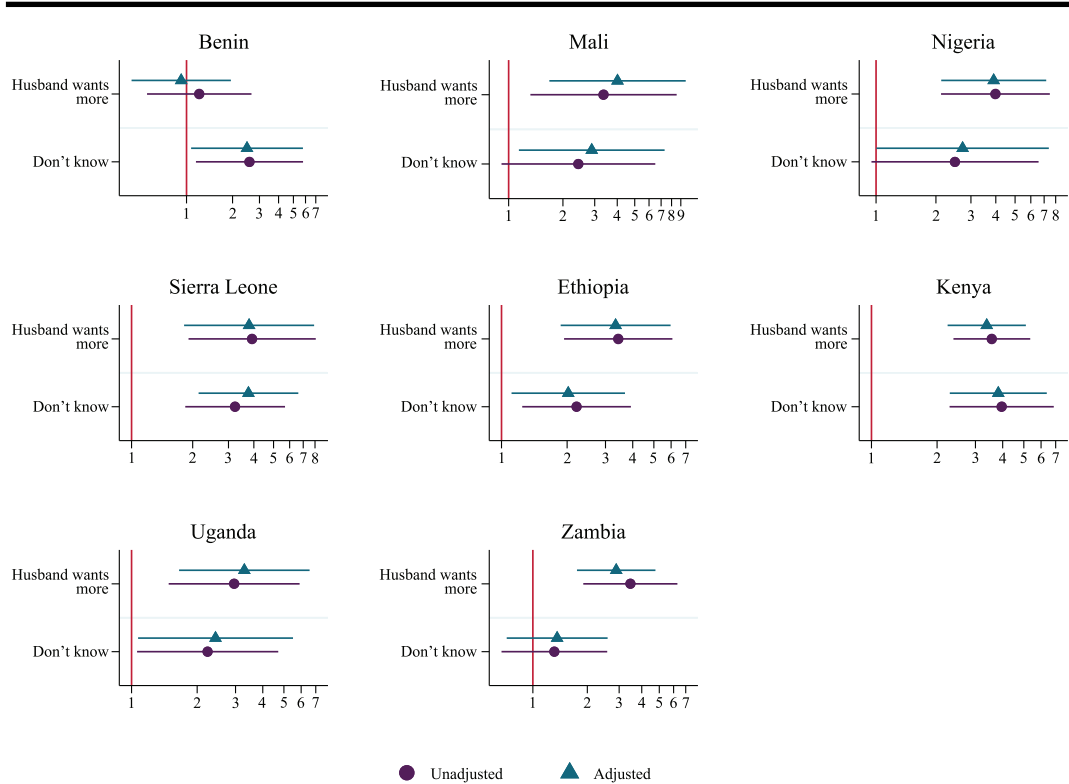 Benin
Husband wants
more
Don’t know
1 2 3 4 5 6 7
Mali
Husband wants
more
Don’t know
1 2 3 4 5 6 7 8 9
Nigeria
Husband wants
more
Don’t know
1 2 3 4 5 6 7 8
Sierra Leone
Husband wants
more
Don’t know
1 2 3 4 5 6 7 8
Ethiopia
Husband wants
more
Don’t know
1 2 3 4 5 6 7
Kenya
Husband wants
more
Don’t know
1 2 3 4 5 6 7
Uganda
Husband wants
more
Don’t know
1 2 3 4 5 6 7
Zambia
Husband wants
more
Don’t know
1 2 3 4 5 6 7
Unadjusted Adjusted